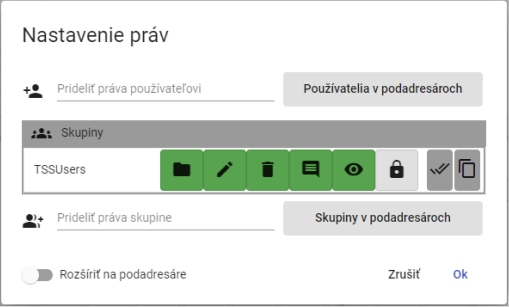 Nastavenie práv
Prideliť práva používateľovi
Používatelia v podadresároch
Skupiny
TSSUsers
Prideliť práva skupine
Skupiny v podadresároch
Rozšíriť na podadresáre
Zrušiť
Ok